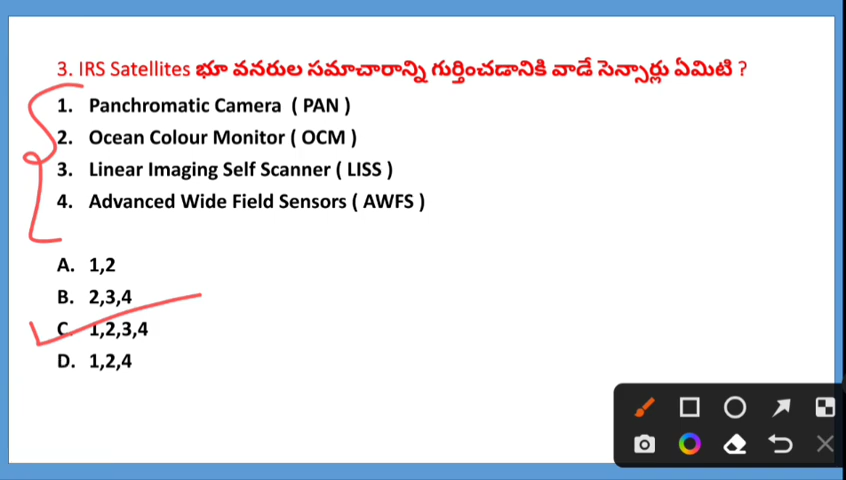 3. IRS Satellites భూ వనరుల సమాచారాన్ని గుర్తించడానికి వాడే సెన్సార్లు ఏమిటి ?
1. Panchromatic Camera ( PAN )
2. Ocean Colour Monitor ( OCM )
3. Linear Imaging Self Scanner ( LISS )
4. Advanced Wide Field Sensors ( AWFS )
A. 1,2
B. 2,3,4
C. 1,2,3,4
D. 1,2,4